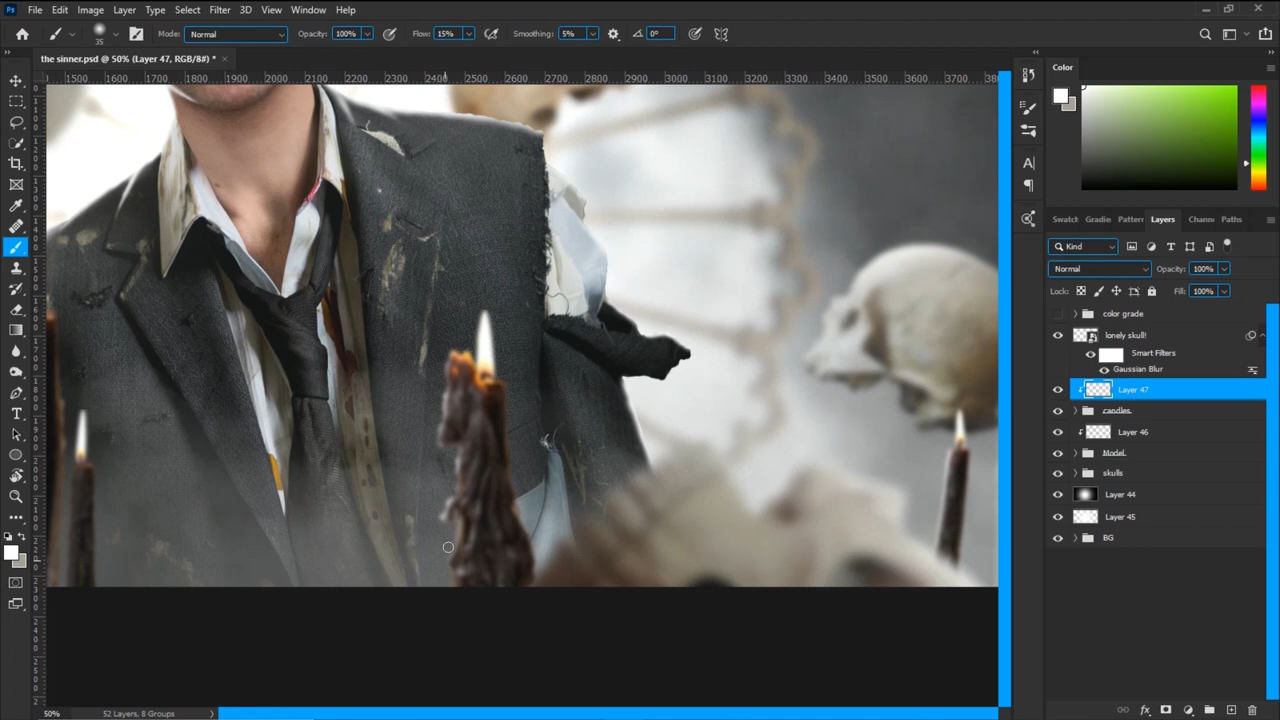 Ps File Edit Image Layer Type Select Filter 3D View Window Help
35 Mode: Normal Opacity: 100% Flow: 15% Smoothing: 5% 0°
the sinner.psd @ 50% (Layer 47, RGB/8#) * ×
1500 1600 1700 1800 1900 2000 2100 2200 2300 2400 2500 2600 2700 2800 2900 3000 3100 3200 3300 3400 3500 3600 3700
Color
Swatch Gradie Pattern Layers Channe Paths
Kind
Normal Opacity: 100%
Lock: Fill: 100%
color grade
lonely skull!
Smart Filters
Gaussian Blur
Layer 47
candles
Layer 46
Model
skulls
Layer 44
Layer 45
BG
50% 52 Layers, 8 Groups